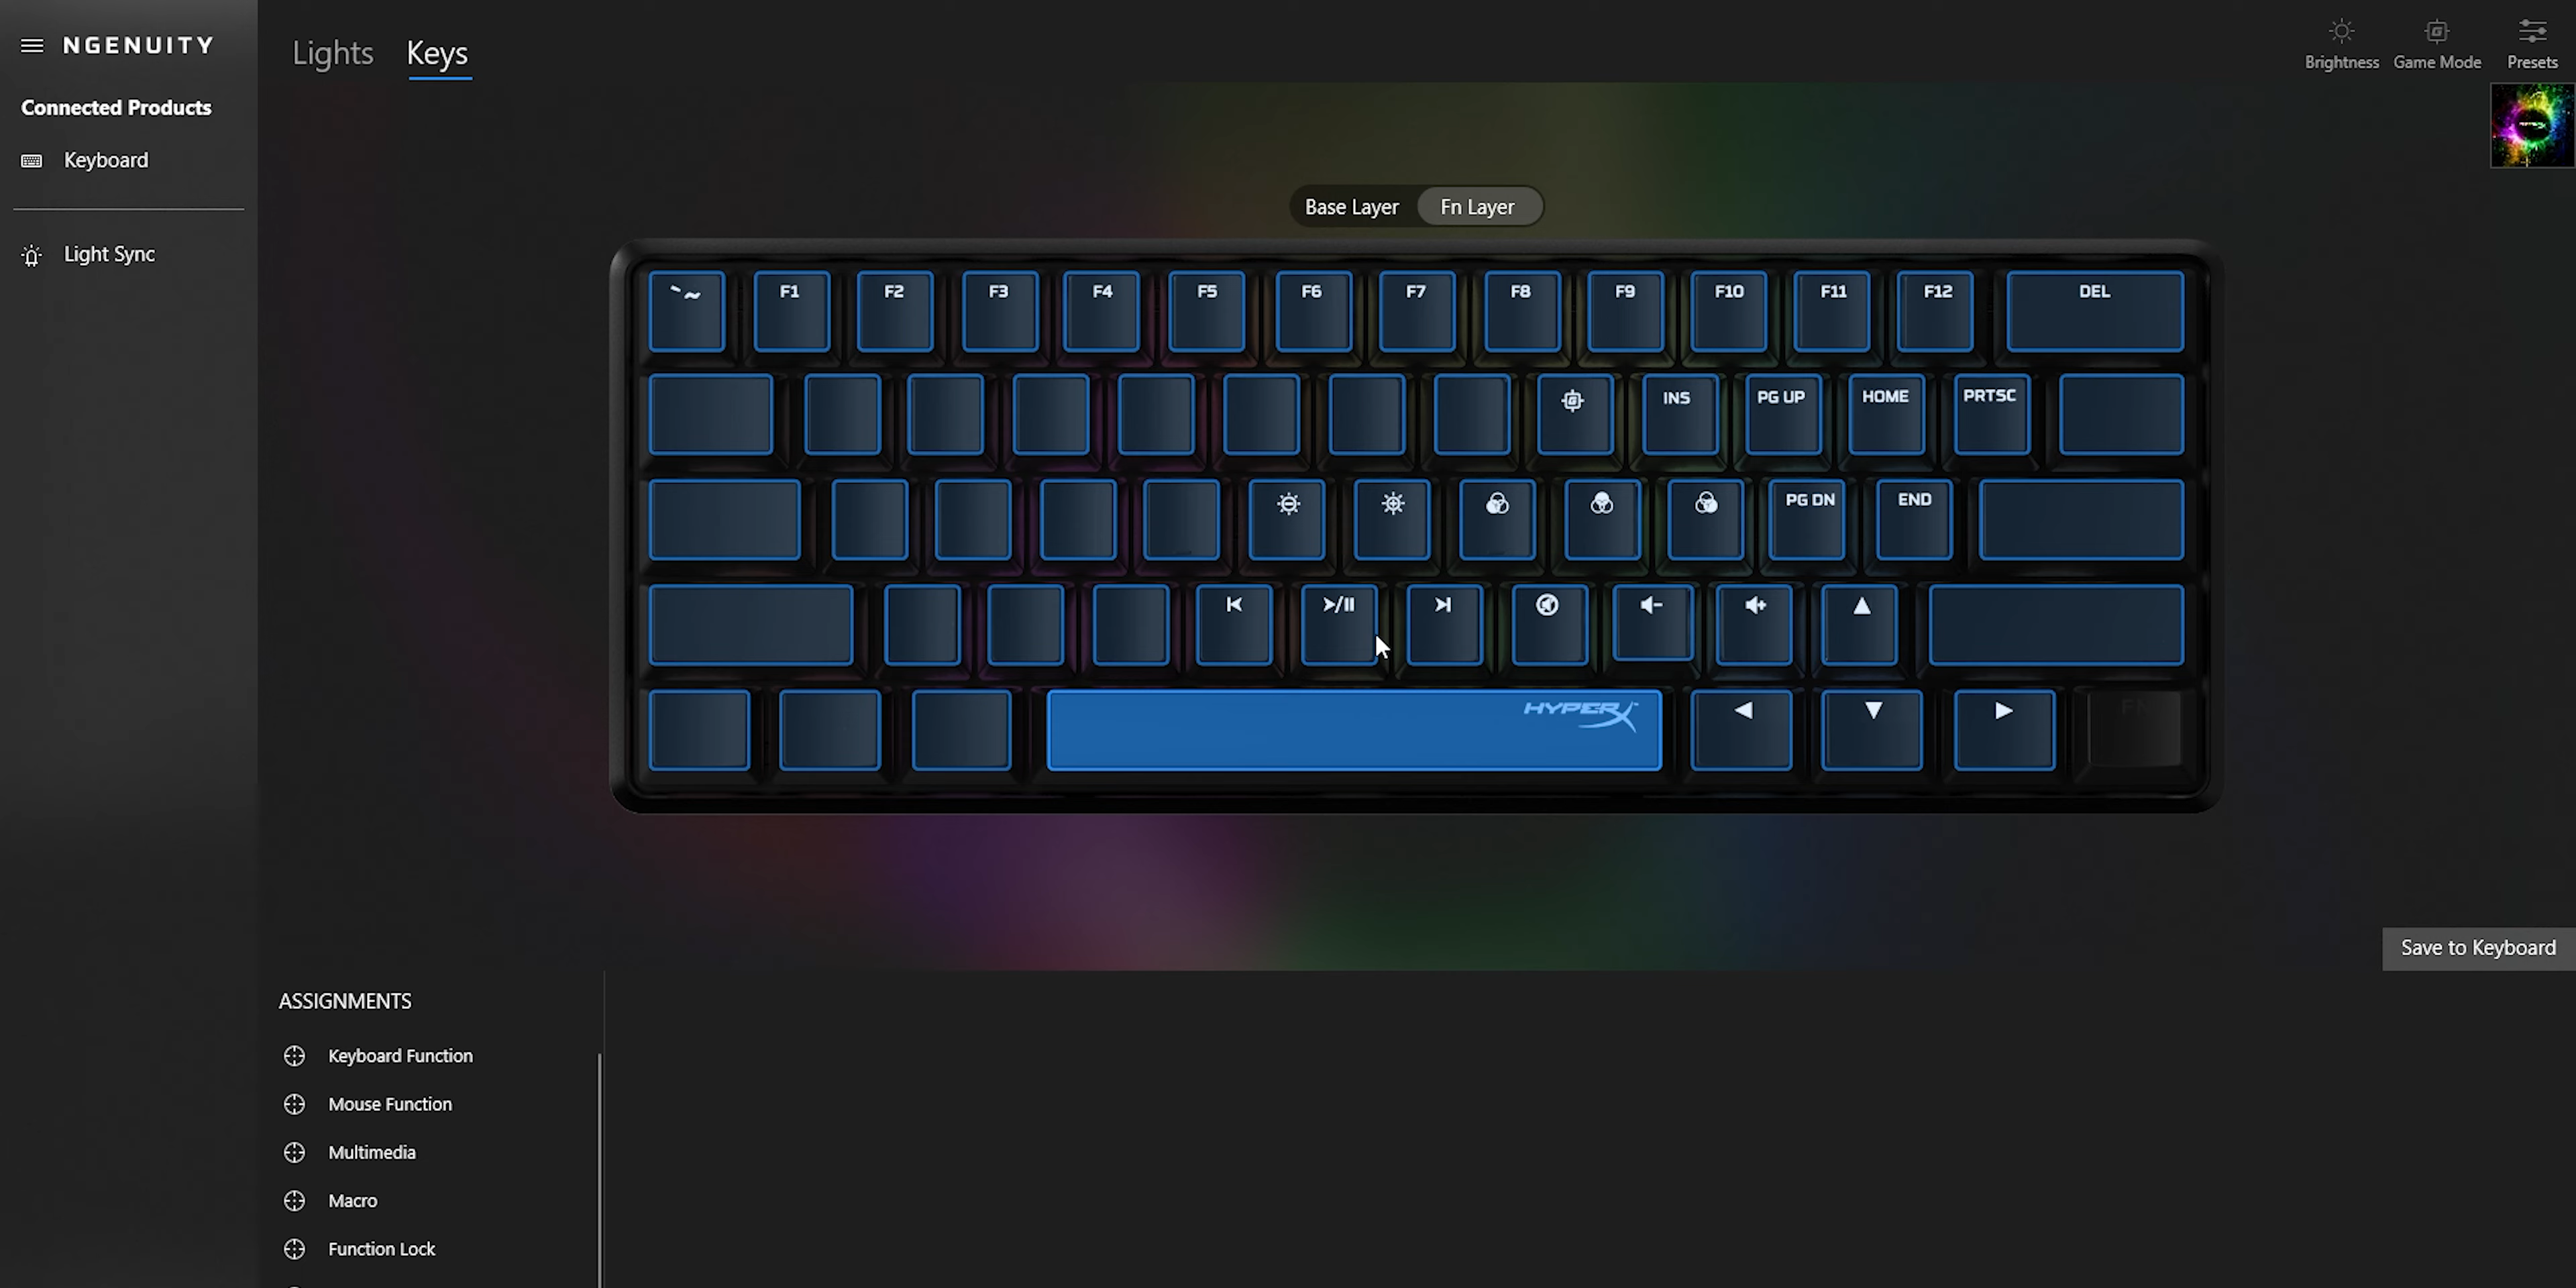 NGENUITY
Lights Keys
Brightness Game Mode Presets
Connected Products
Keyboard
Light Sync
Base Layer Fn Layer
`~ F1 F2 F3 F4 F5 F6 F7 F8 F9 F10 F11 F12 DEL
INS PG UP HOME PRTSC
PG DN END
HYPERX
Save to Keyboard
ASSIGNMENTS
Keyboard Function
Mouse Function
Multimedia
Macro
Function Lock